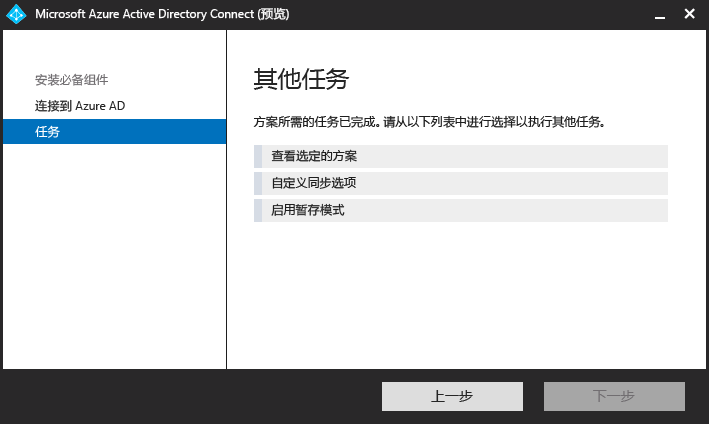 Microsoft Azure Active Directory Connect (预览)
安装必备组件
连接到 Azure AD
任务
其他任务
方案所需的任务已完成。请从以下列表中进行选择以执行其他任务。
查看选定的方案
自定义同步选项
启用暂存模式
上一步
下一步